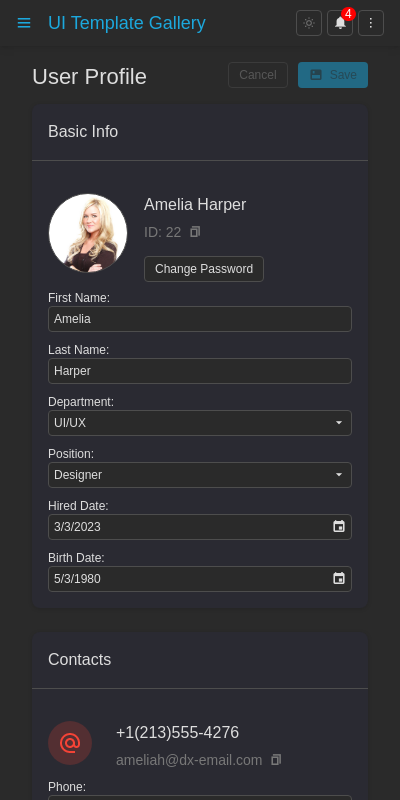 UI Template Gallery
4
User Profile
Cancel
Save
Basic Info
Amelia Harper
ID: 22
Change Password
First Name:
Amelia
Last Name:
Harper
Department:
UI/UX
Position:
Designer
Hired Date:
3/3/2023
Birth Date:
5/3/1980
Contacts
+1(213)555-4276
ameliah@dx-email.com
Phone: